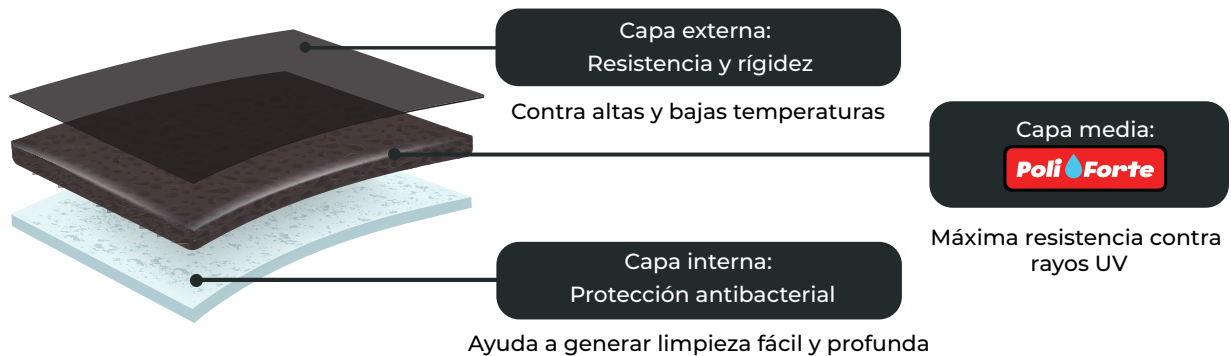 Capa externa:
Resistencia y rígidez
Contra altas y bajas temperaturas
Capa media:
Poli Forte
Máxima resistencia contra
rayos UV
Capa interna:
Protección antibacterial
Ayuda a generar limpieza fácil y profunda